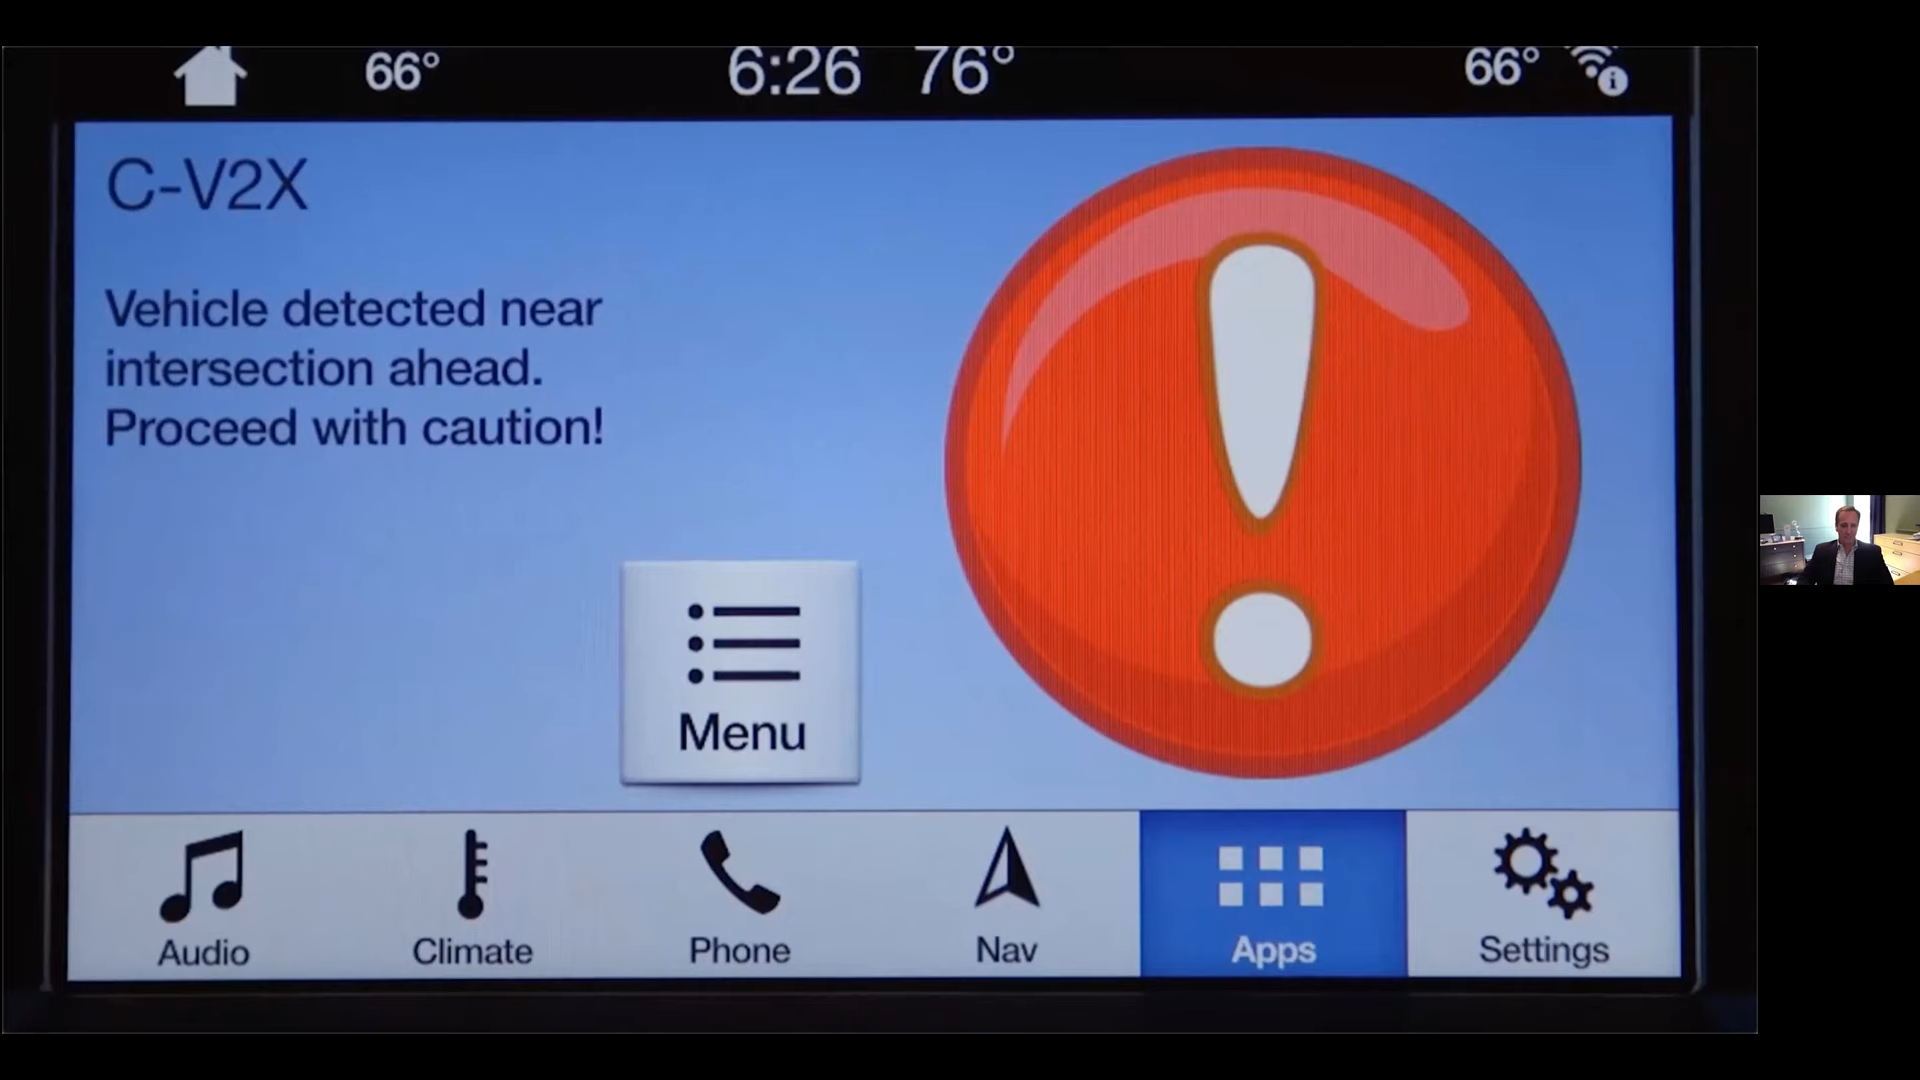 66° 6:26 76° 66°
C-V2X
Vehicle detected near
intersection ahead.
Proceed with caution!
Menu
Audio Climate Phone Nav Apps Settings